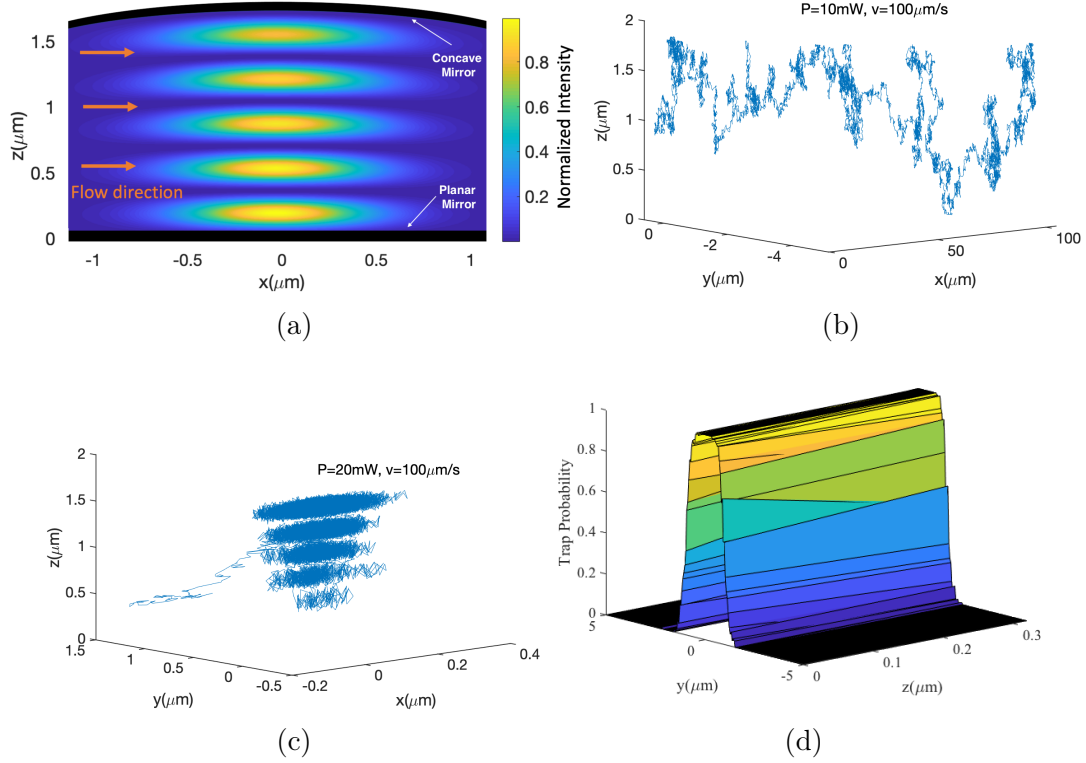 1.5
1
0.5
0
z(μm)
-1
-0.5
0
0.5
1
x(μm)
Flow direction
Concave
Mirror
Planar
Mirror
0.8
0.6
0.4
0.2
Normalized Intensity
(a)
P=10mW, v=100μm/s
2
1.5
1
0.5
0
z(μm)
0
-2
-4
y(μm)
0
50
100
x(μm)
(b)
P=20mW, v=100μm/s
2
1.5
1
0.5
0
z(μm)
1.5
1
0.5
0
-0.5
y(μm)
-0.2
0
0.2
0.4
x(μm)
(c)
1
0.8
0.6
0.4
0.2
0
Trap Probability
5
0
-5
y(μm)
0
0.1
0.2
0.3
z(μm)
(d)